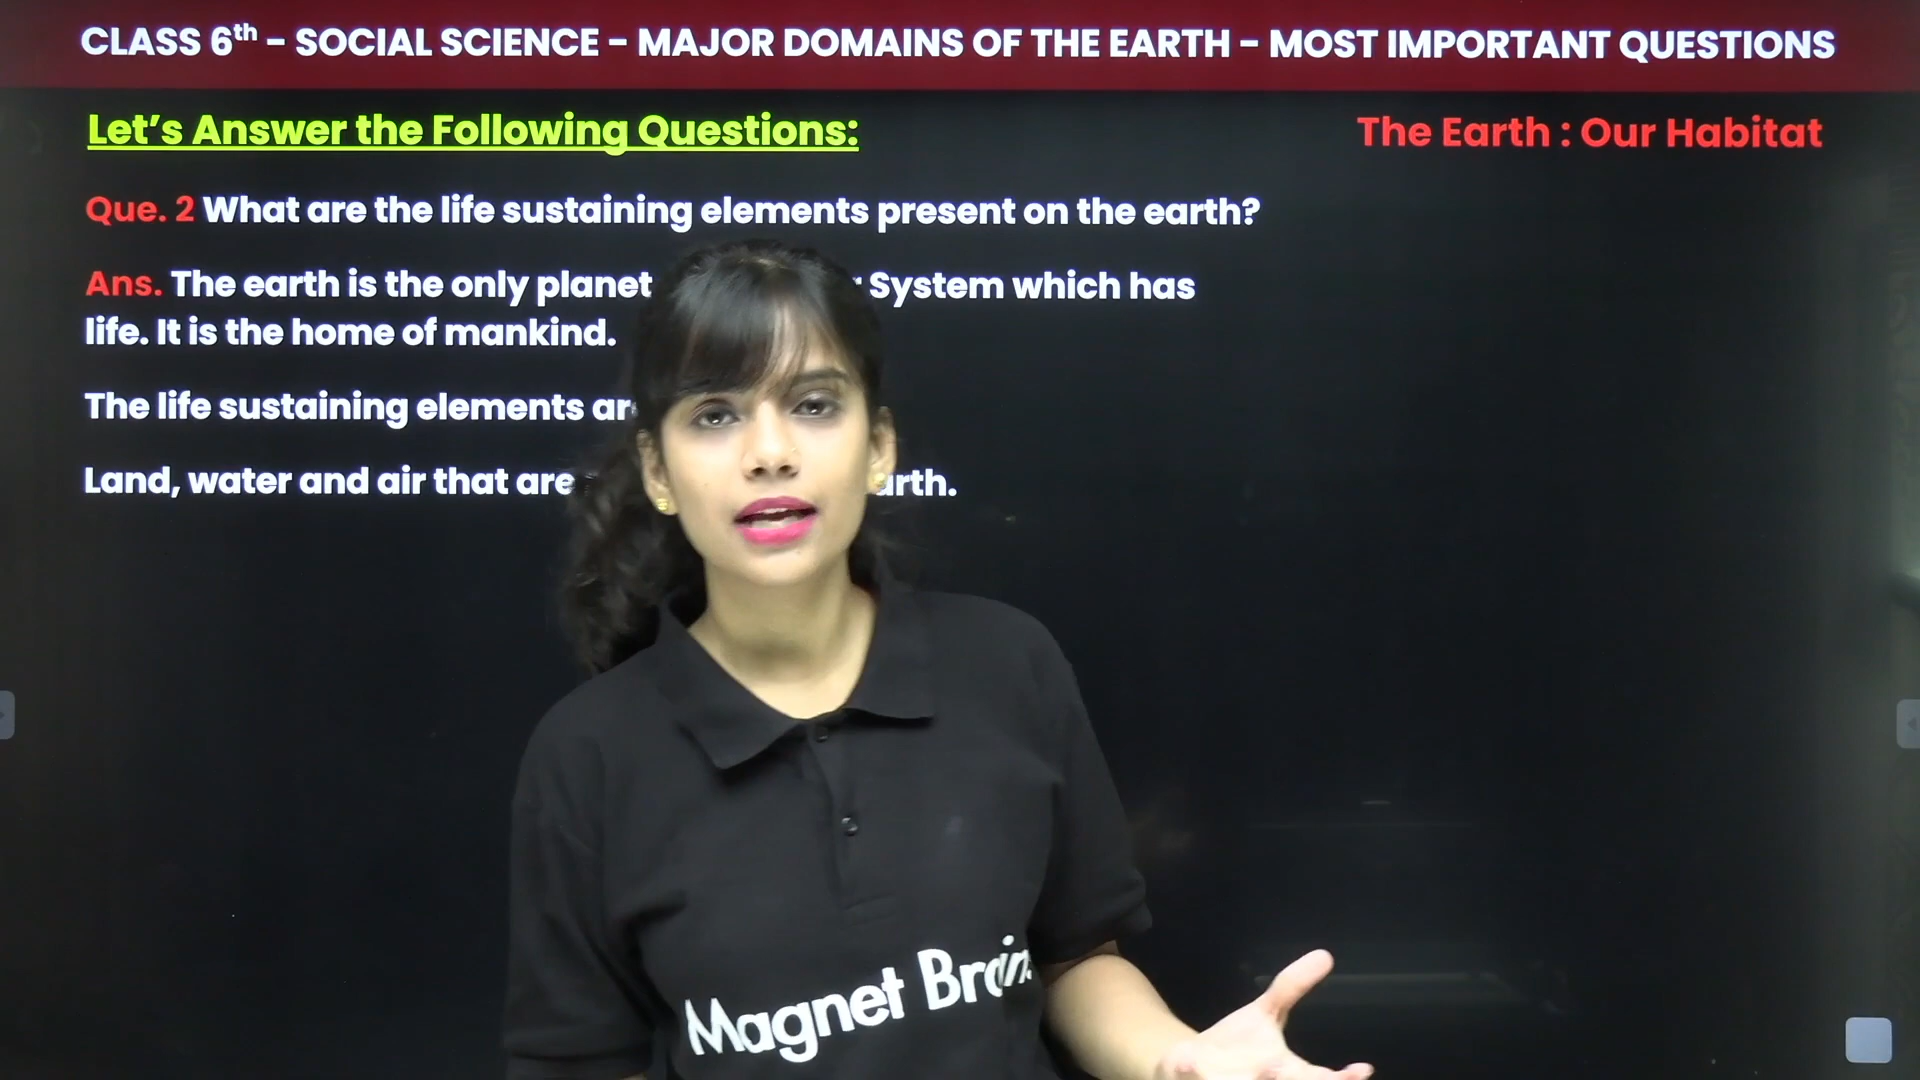 CLASS 6th - SOCIAL SCIENCE - MAJOR DOMAINS OF THE EARTH - MOST IMPORTANT QUESTIONS
Let's Answer the Following Questions:
The Earth : Our Habitat
Que. 2 What are the life sustaining elements present on the earth?
Ans. The earth is the only planet System which has
life. It is the home of mankind.
The life sustaining elements
Land, water and air that are
Magnet